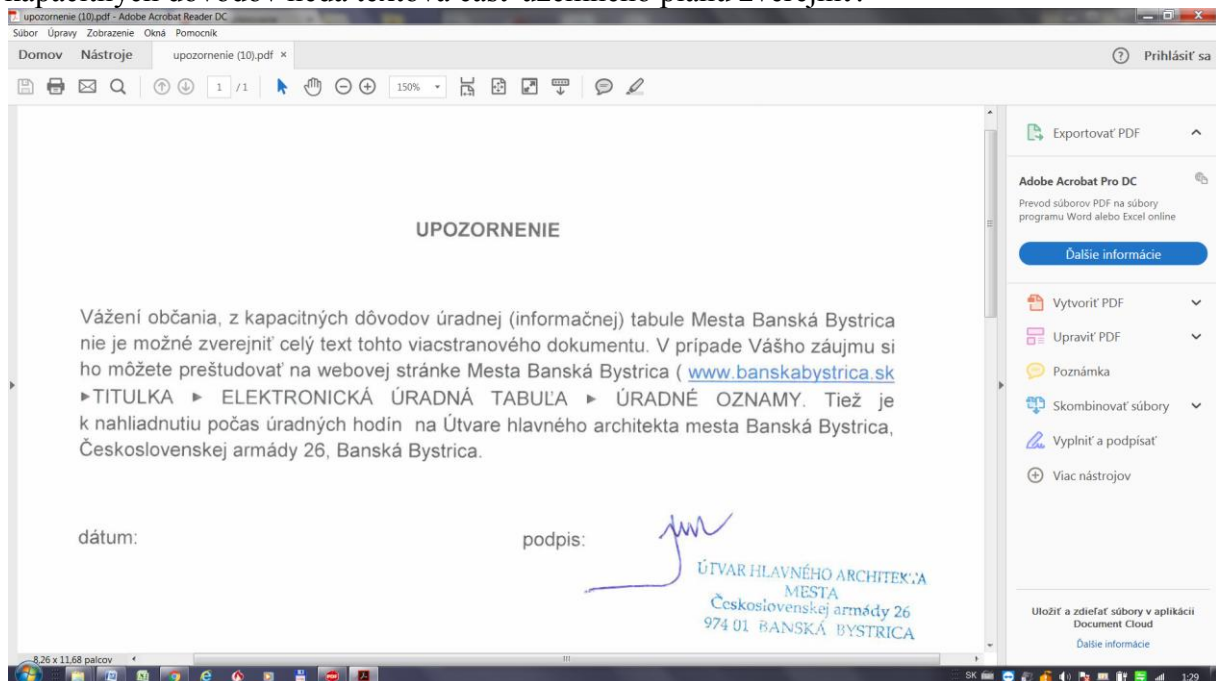 kapacitných dôvodov nedá textová časť územného plánu zverejniť?
upozornenie (10).pdf - Adobe Acrobat Reader DC
Súbor Úpravy Zobrazenie Okná Pomocník
Domov Nástroje upozornenie (10).pdf × Prihlásiť sa
1 / 1 150%
Exportovať PDF
Adobe Acrobat Pro DC
Prevod súborov PDF na súbory
programu Word alebo Excel online
Ďalšie informácie
Vytvoriť PDF
Upraviť PDF
Poznámka
Skombinovať súbory
Vyplniť a podpísať
Viac nástrojov
Uložiť a zdieľať súbory v aplikácii
Document Cloud
Ďalšie informácie
UPOZORNENIE
Vážení občania, z kapacitných dôvodov úradnej (informačnej) tabule Mesta Banská Bystrica
nie je možné zverejniť celý text tohto viacstranového dokumentu. V prípade Vášho záujmu si
ho môžete preštudovať na webovej stránke Mesta Banská Bystrica ( www.banskabystrica.sk
►TITULKA ► ELEKTRONICKÁ ÚRADNÁ TABUĽA ► ÚRADNÉ OZNAMY. Tiež je
k nahliadnutiu počas úradných hodín na Útvare hlavného architekta mesta Banská Bystrica,
Československej armády 26, Banská Bystrica.
dátum: podpis:
ÚTVAR HLAVNÉHO ARCHITEKTA
MESTA
Československej armády 26
974 01 BANSKÁ BYSTRICA
8,26 x 11,68 palcov
SK 1:29